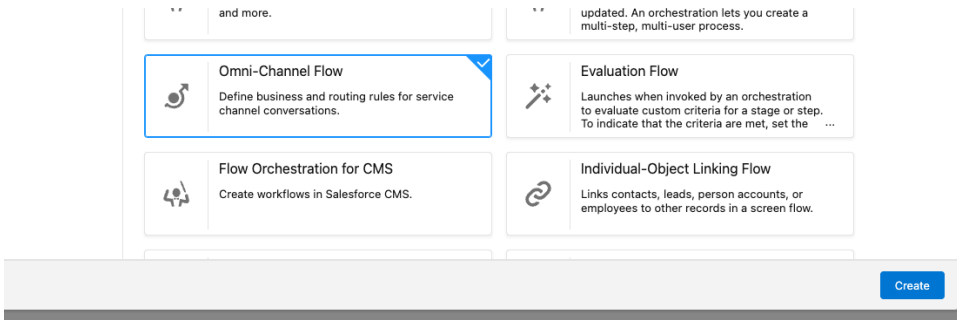 and more.
updated. An orchestration lets you create a
multi-step, multi-user process.
Omni-Channel Flow
Define business and routing rules for service
channel conversations.
Evaluation Flow
Launches when invoked by an orchestration
to evaluate custom criteria for a stage or step.
To indicate that the criteria are met, set the ...
Flow Orchestration for CMS
Create workflows in Salesforce CMS.
Individual-Object Linking Flow
Links contacts, leads, person accounts, or
employees to other records in a screen flow.
Create